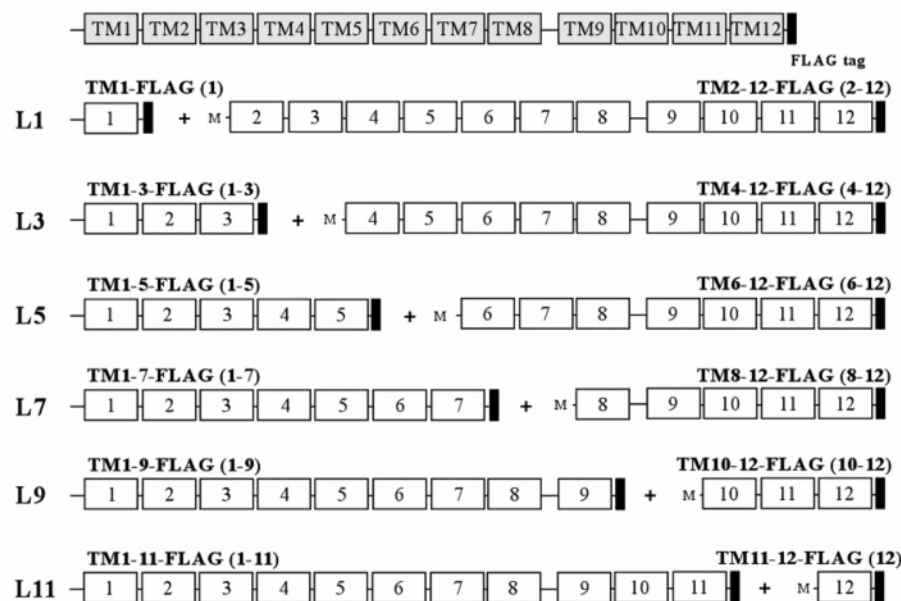 TM1 TM2 TM3 TM4 TM5 TM6 TM7 TM8 TM9 TM10 TM11 TM12
FLAG tag
TM1-FLAG (1) TM2-12-FLAG (2-12)
L1 1 + M 2 3 4 5 6 7 8 9 10 11 12
TM1-3-FLAG (1-3) TM4-12-FLAG (4-12)
L3 1 2 3 + M 4 5 6 7 8 9 10 11 12
TM1-5-FLAG (1-5) TM6-12-FLAG (6-12)
L5 1 2 3 4 5 + M 6 7 8 9 10 11 12
TM1-7-FLAG (1-7) TM8-12-FLAG (8-12)
L7 1 2 3 4 5 6 7 + M 8 9 10 11 12
TM1-9-FLAG (1-9) TM10-12-FLAG (10-12)
L9 1 2 3 4 5 6 7 8 9 + M 10 11 12
TM1-11-FLAG (1-11) TM11-12-FLAG (12)
L11 1 2 3 4 5 6 7 8 9 10 11 + M 12